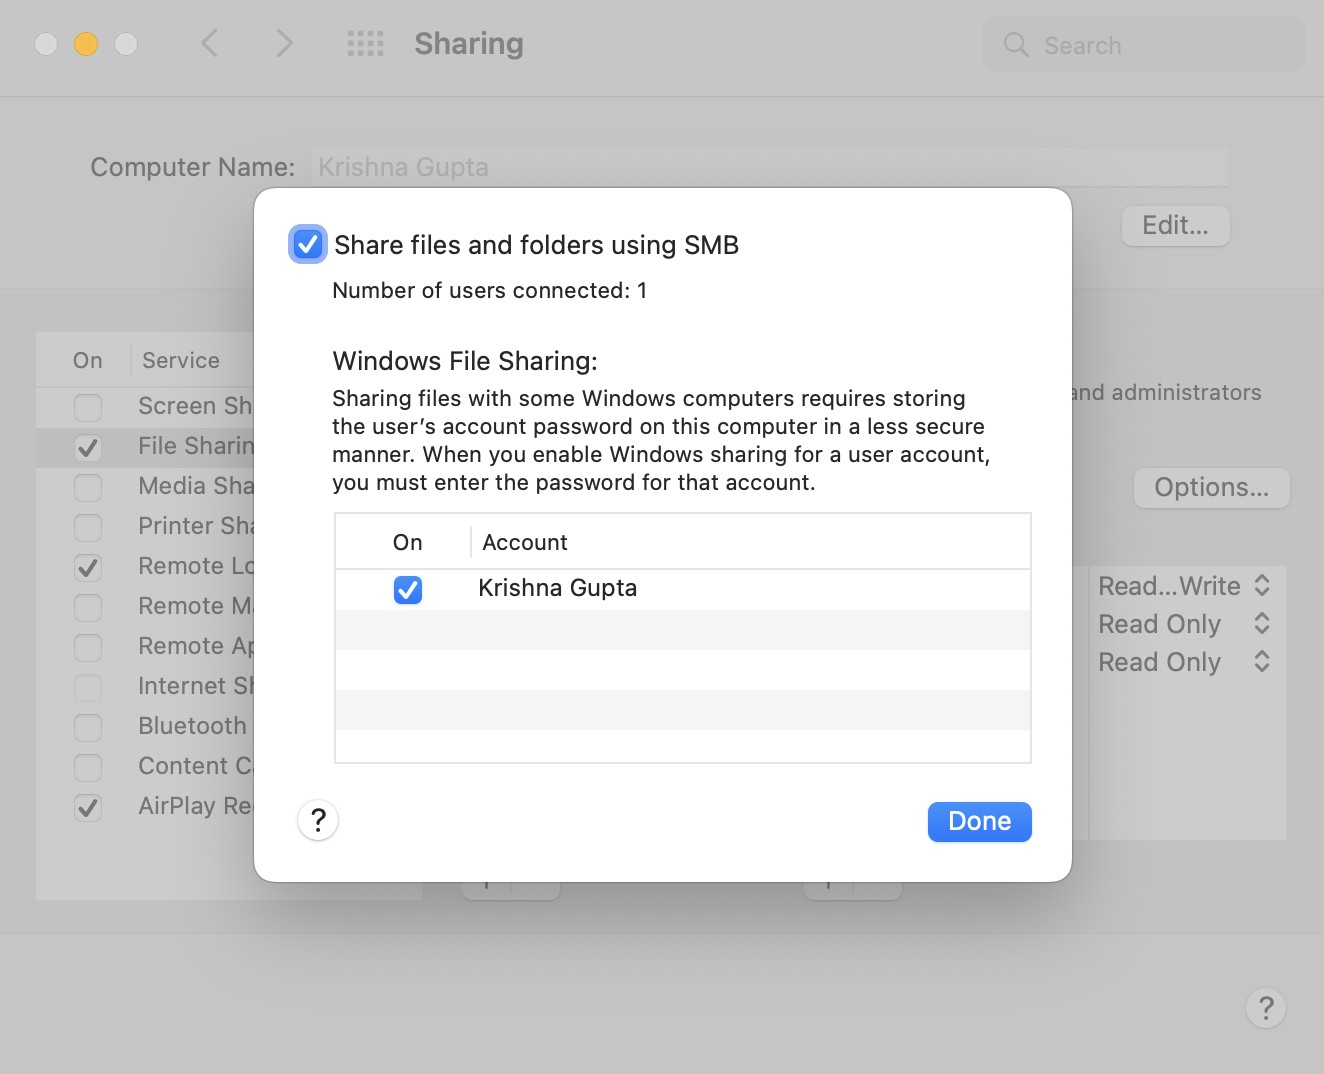 Sharing
Search
Computer Name: Krishna Gupta
Edit...
Share files and folders using SMB
Number of users connected: 1
Windows File Sharing:
Sharing files with some Windows computers requires storing
the user's account password on this computer in a less secure
manner. When you enable Windows sharing for a user account,
you must enter the password for that account.
On Account
Krishna Gupta
?
Done
On Service
Screen Sh
File Sharin
Media Sha
Printer Sha
Remote Lo
Remote Ma
Remote Ap
Internet Sh
Bluetooth
Content Ca
AirPlay Re
and administrators
Options...
Read...Write
Read Only
Read Only
?